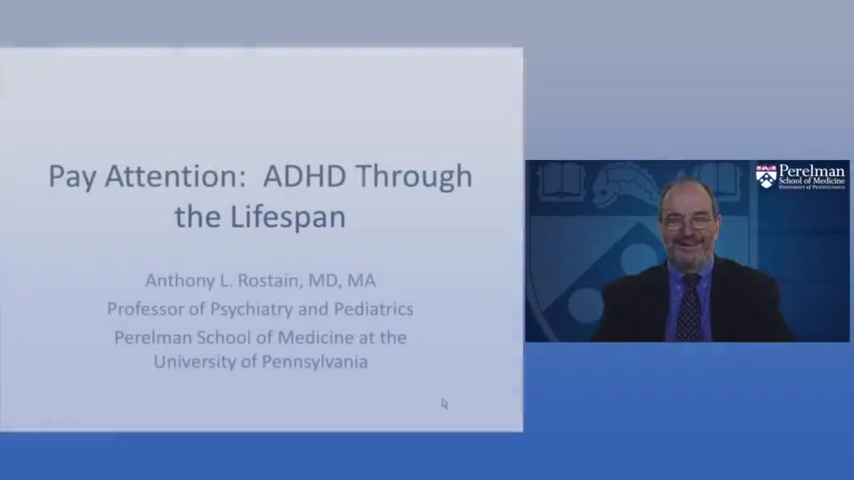 Pay Attention:  ADHD Through
the Lifespan
Anthony L. Rostain, MD, MA
Professor of Psychiatry and Pediatrics
Perelman School of Medicine at the
University of Pennsylvania
Perelman
School of Medicine
University of Pennsylvania